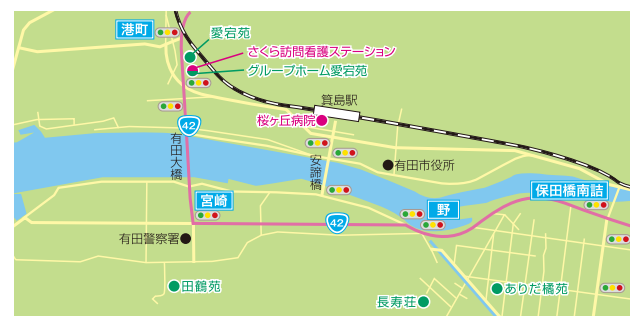 港町
愛宕苑
さくら訪問看護ステーション
グループホーム愛宕苑
箕島駅
桜ヶ丘病院
42
有田大橋
安諦橋
有田市役所
宮崎
野
保田橋南詰
42
有田警察署
田鶴苑
長寿荘
ありだ橘苑